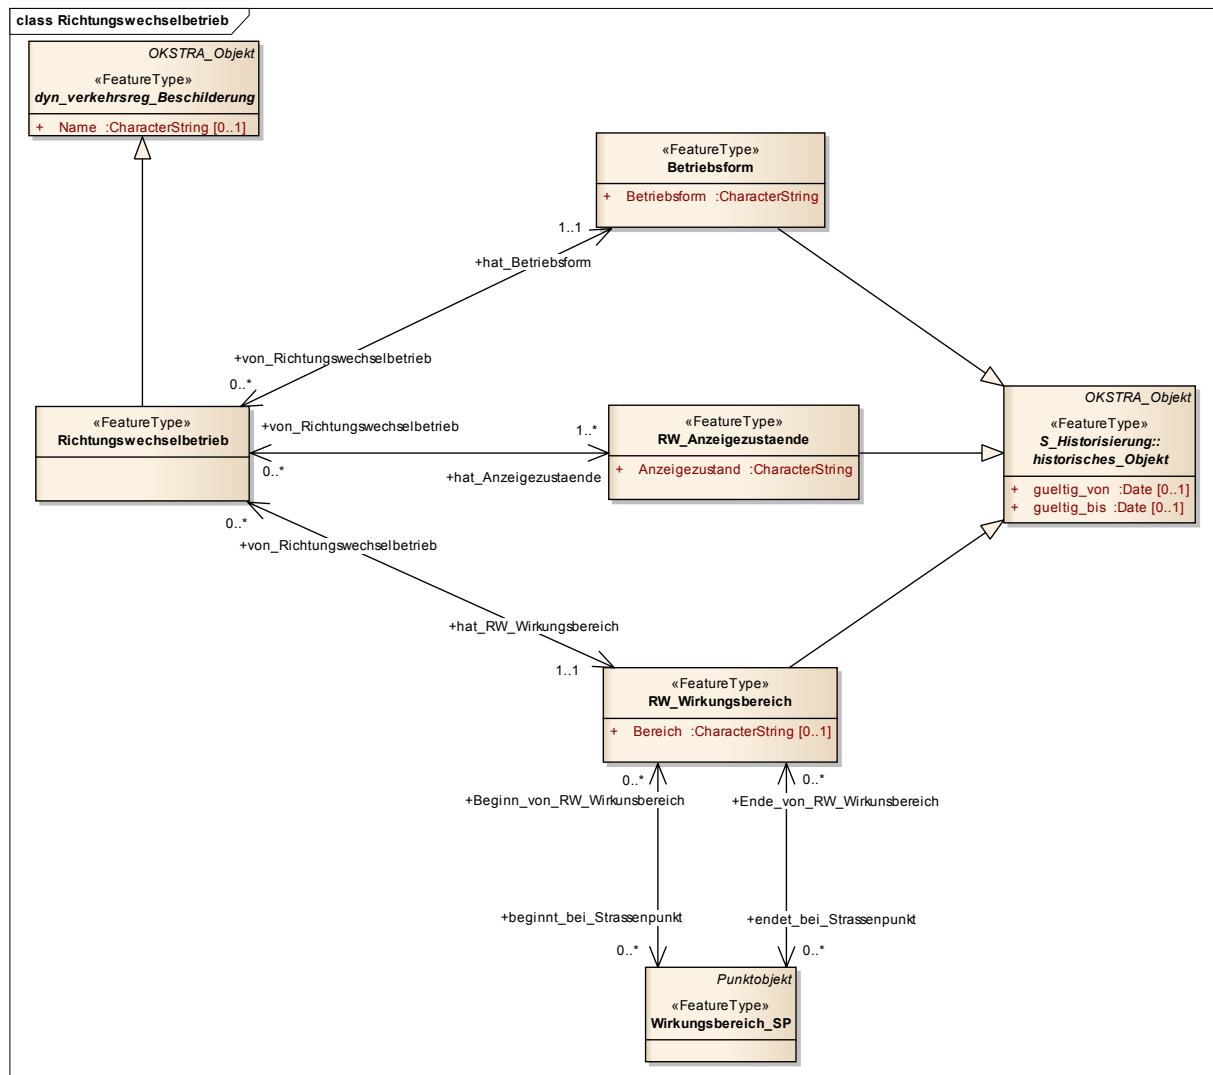 class Richtungswechselbetrieb
OKSTRA_Objekt
«FeatureType»
dyn_verkehrsreg_Beschilderung
+ Name :CharacterString [0..1]
«FeatureType»
Betriebsform
+ Betriebsform :CharacterString
1..1
+hat_Betriebsform
+von_Richtungswechselbetrieb
0..*
«FeatureType»
Richtungswechselbetrieb
+von_Richtungswechselbetrieb
0..*
1..*
+hat_Anzeigezustaende
«FeatureType»
RW_Anzeigezustaende
+ Anzeigezustand :CharacterString
OKSTRA_Objekt
«FeatureType»
S_Historisierung::
historisches_Objekt
+ gueltig_von :Date [0..1]
+ gueltig_bis :Date [0..1]
0..*
+von_Richtungswechselbetrieb
+hat_RW_Wirkungsbereich
1..1
«FeatureType»
RW_Wirkungsbereich
+ Bereich :CharacterString [0..1]
0..*
+Beginn_von_RW_Wirkunsbereich
0..*
+Ende_von_RW_Wirkunsbereich
+beginnt_bei_Strassenpunkt
0..*
+endet_bei_Strassenpunkt
0..*
Punktobjekt
«FeatureType»
Wirkungsbereich_SP